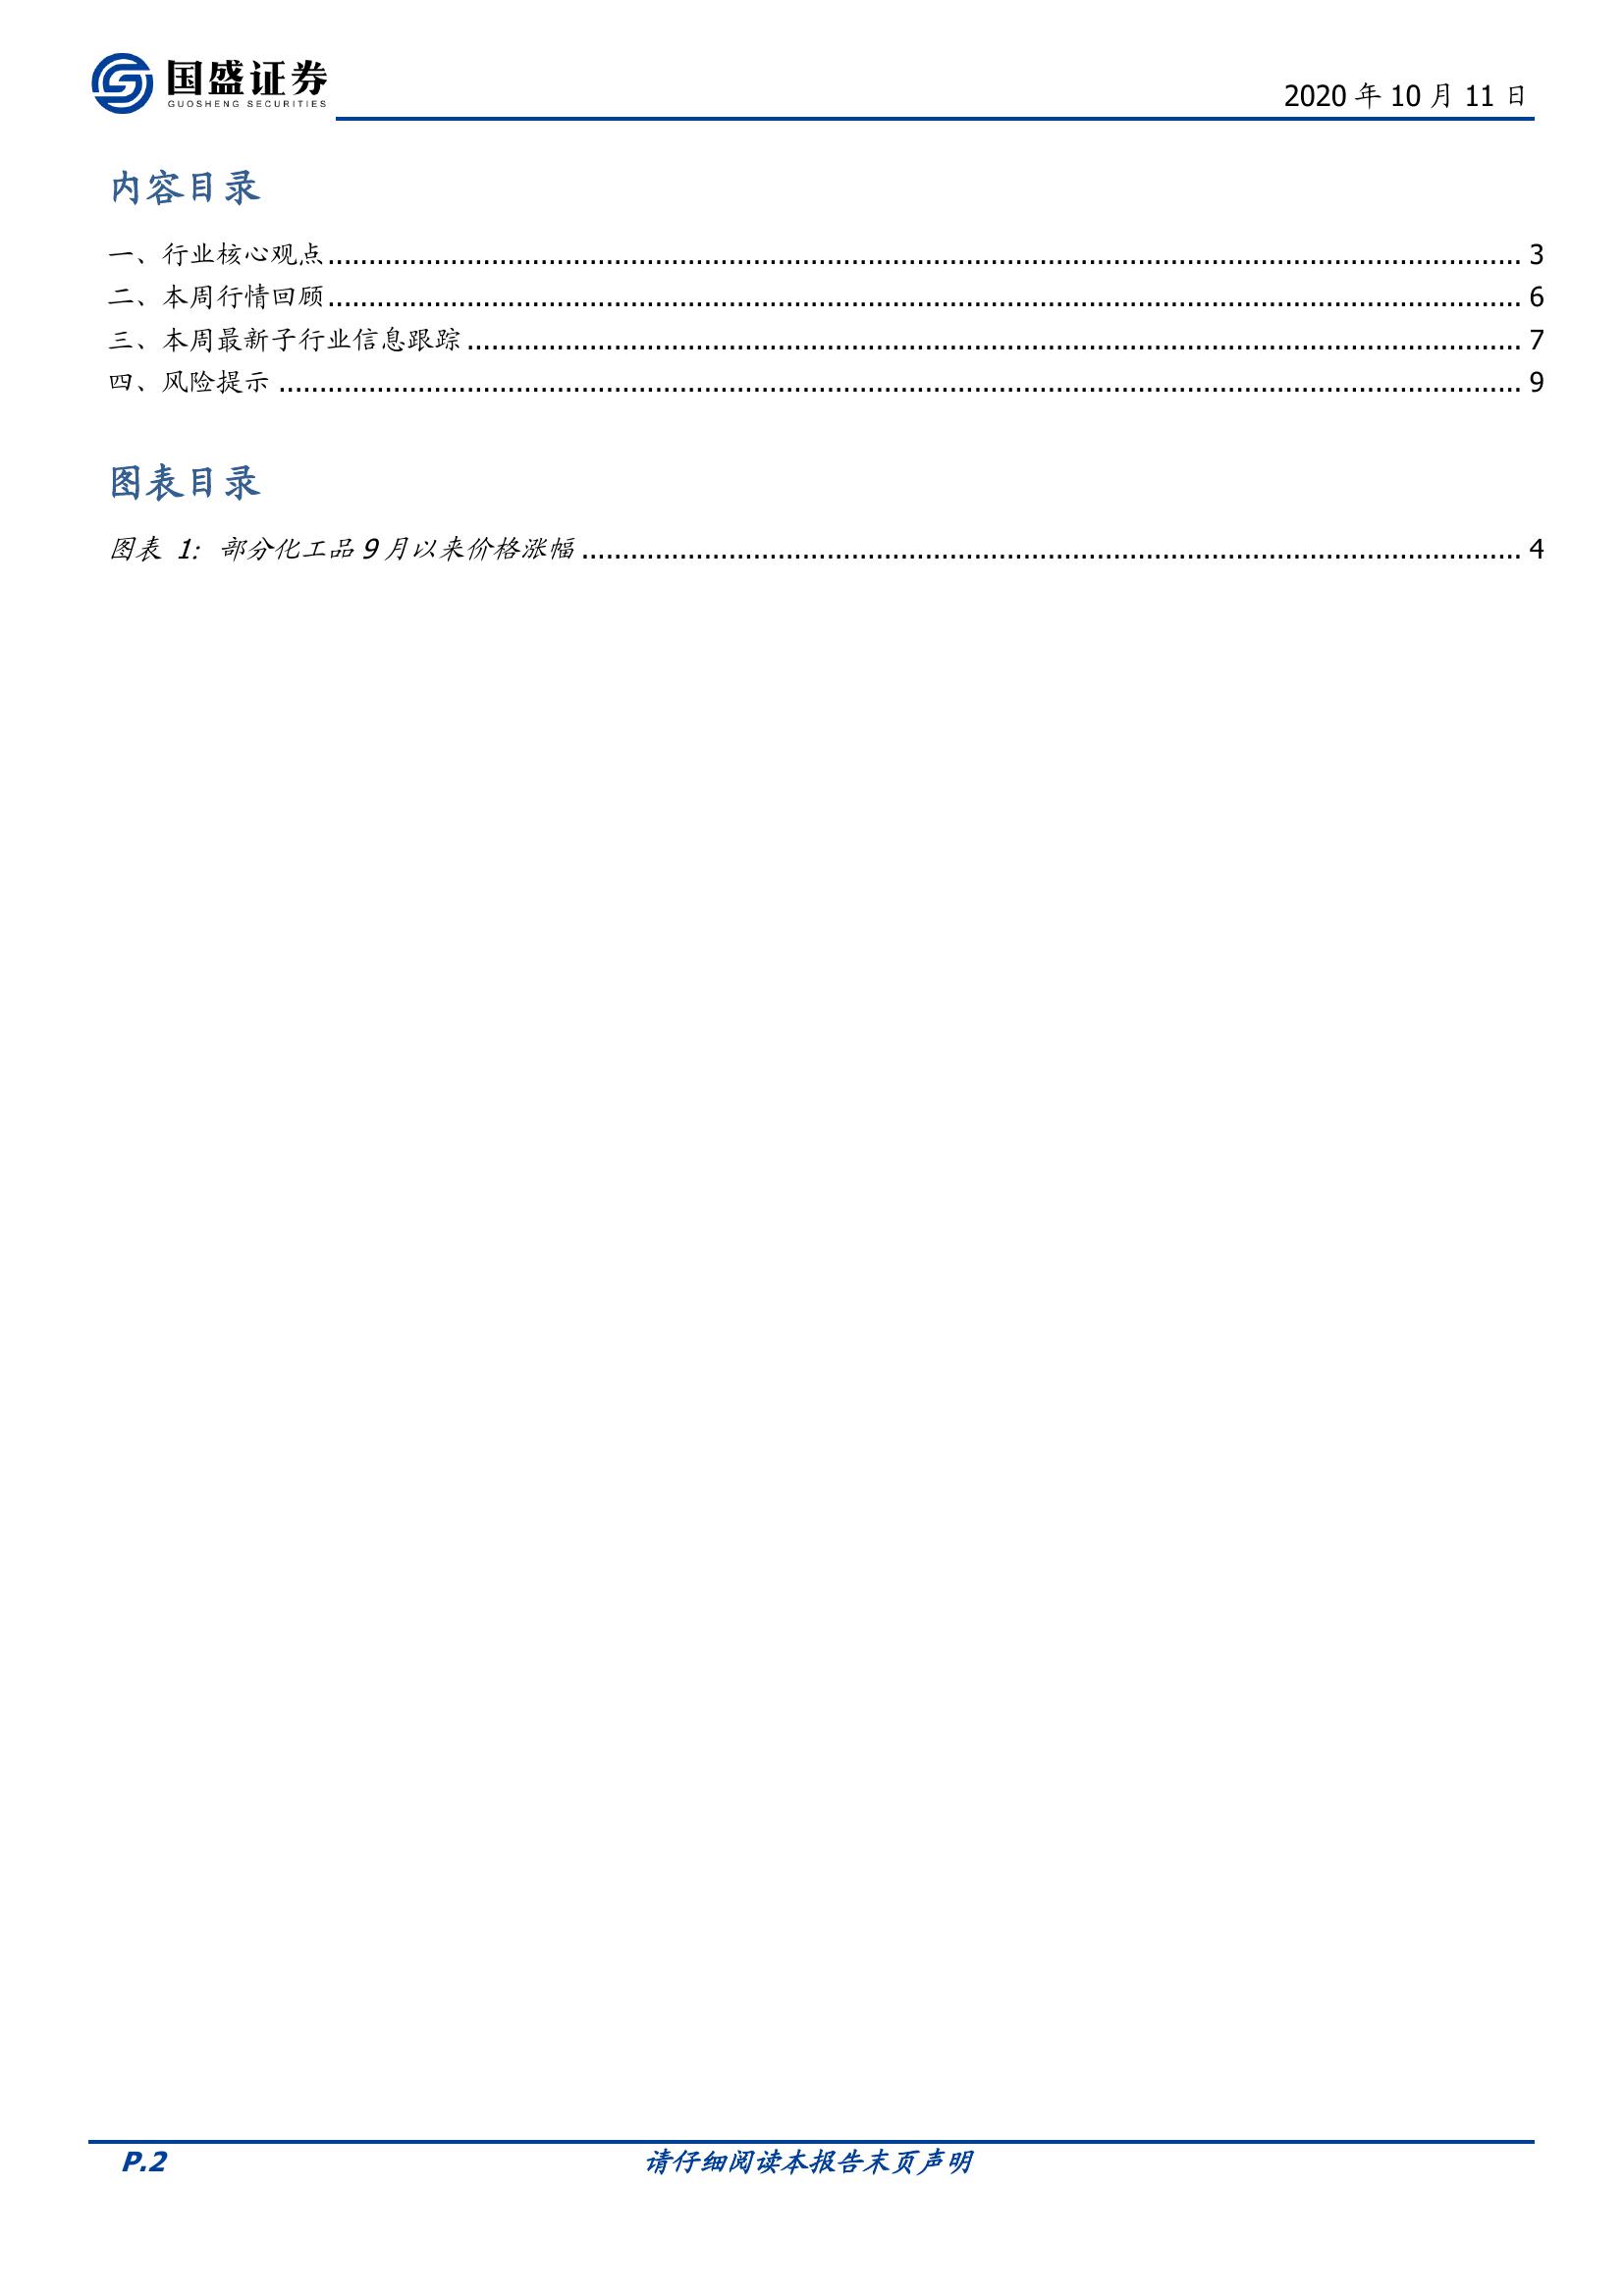 国盛证券
GUOSHENG SECURITIES
2020 年 10 月 11 日
内容目录
一、行业核心观点 ........................................................................ 3
二、本周行情回顾 ........................................................................ 6
三、本周最新子行业信息跟踪 ........................................................................ 7
四、风险提示 ........................................................................ 9
图表目录
图表 1: 部分化工品 9 月以来价格涨幅 ........................................................................ 4
P.2 请仔细阅读本报告末页声明